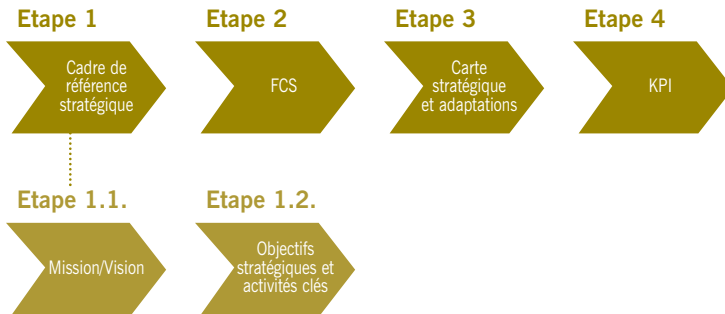 Etape 1
Etape 2
Etape 3
Etape 4
Cadre de
référence
stratégique
FCS
Carte
stratégique
et adaptations
KPI
Etape 1.1.
Etape 1.2.
Mission/Vision
Objectifs
stratégiques et
activités clés